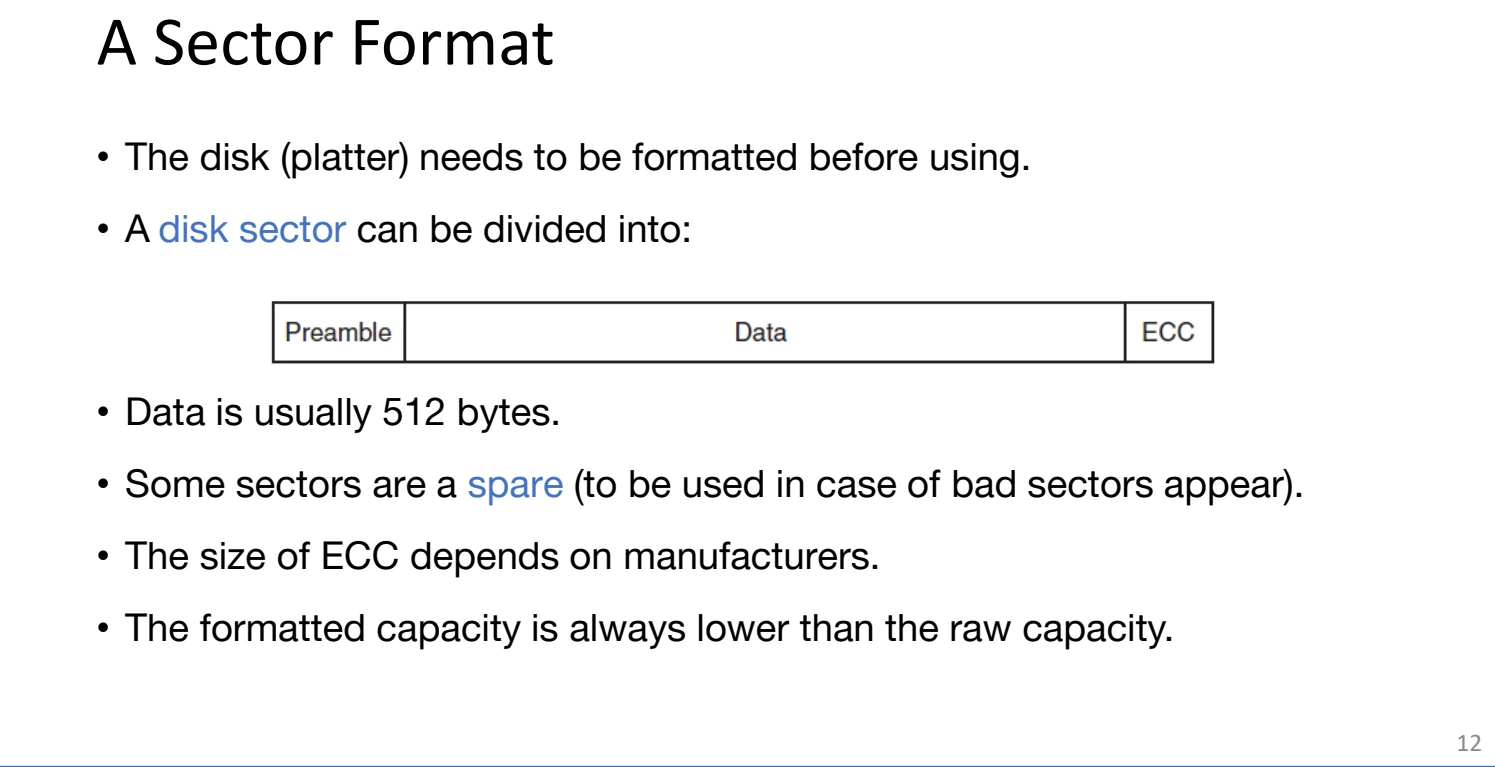 A Sector Format
• The disk (platter) needs to be formatted before using.
• A disk sector can be divided into:
Preamble Data ECC
• Data is usually 512 bytes.
• Some sectors are a spare (to be used in case of bad sectors appear).
• The size of ECC depends on manufacturers.
• The formatted capacity is always lower than the raw capacity.
12